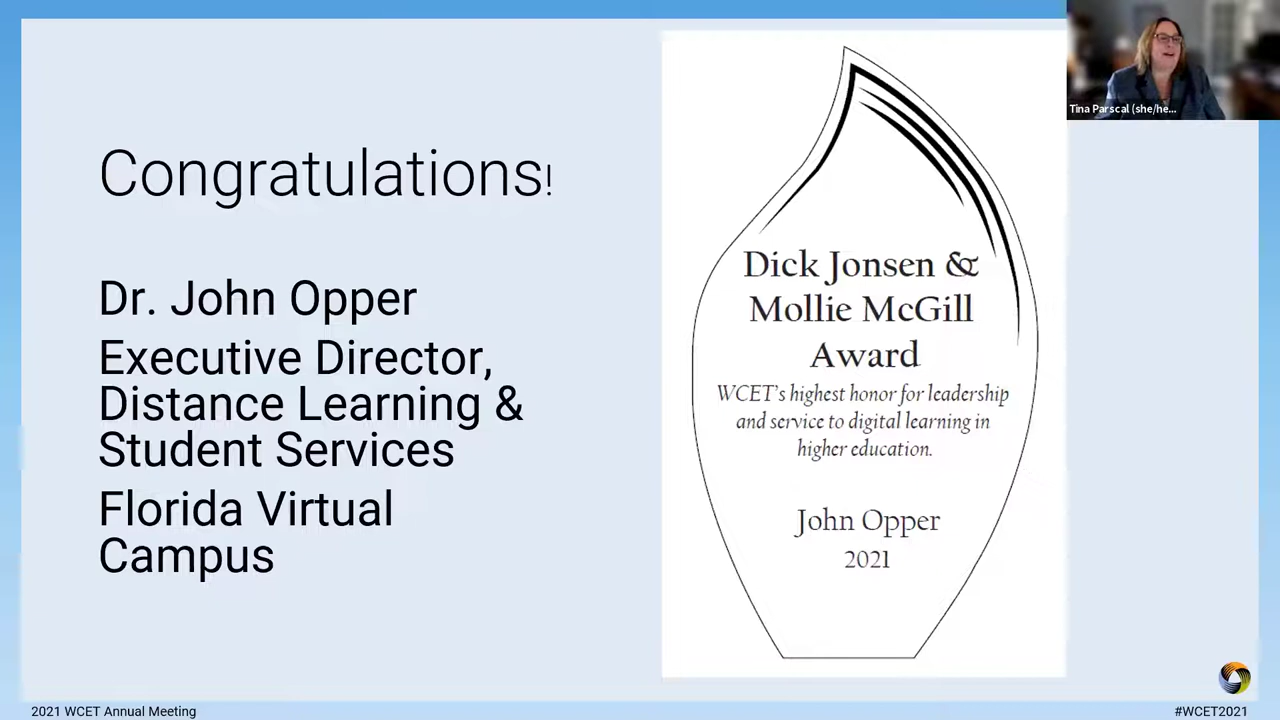 Congratulations!
Dr. John Opper
Executive Director,
Distance Learning &
Student Services
Florida Virtual
Campus
Dick Jonsen &
Mollie McGill
Award
WCET's highest honor for leadership
and service to digital learning in
higher education.
John Opper
2021
Tina Parscal (she/he...
2021 WCET Annual Meeting
#WCET2021